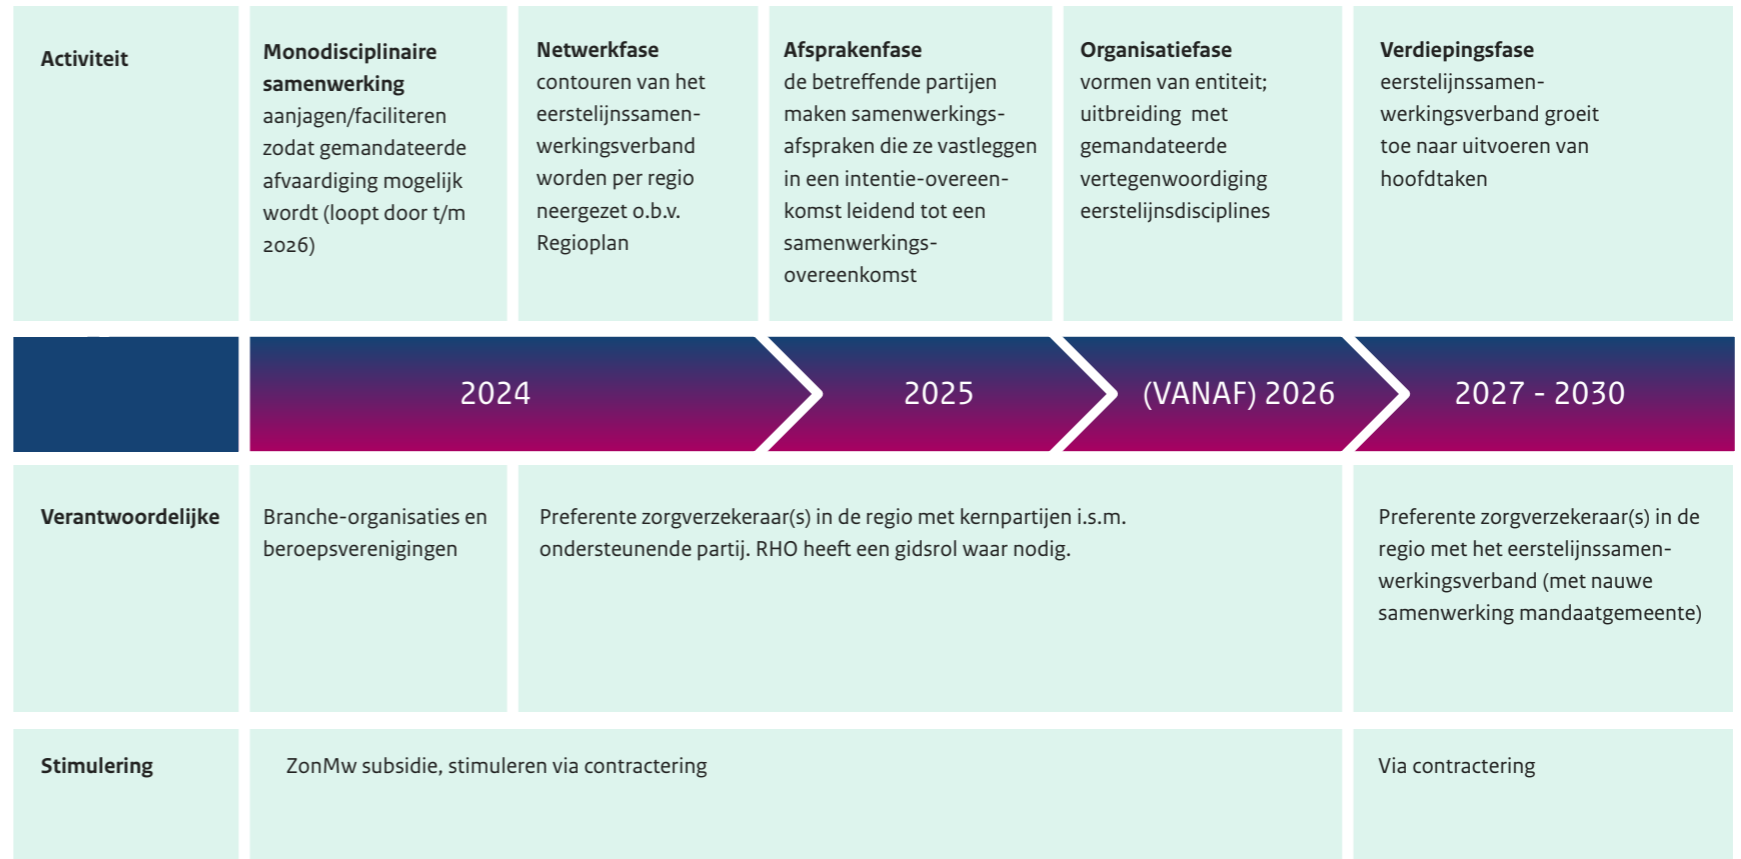 Activiteit
Monodisciplinaire
samenwerking
aanjagen/faciliteren
zodat gemandateerde
afvaardiging mogelijk
wordt (loopt door t/m
2026)
Netwerkfase
contouren van het
eerstelijnssamen-
werkingsverband
worden per regio
neergezet o.b.v.
Regioplan
Afsprakenfase
de betreffende partijen
maken samenwerkings-
afspraken die ze vastleggen
in een intentie-overeen-
komst leidend tot een
samenwerkings-
overeenkomst
Organisatiefase
vormen van entiteit;
uitbreiding met
gemandateerde
vertegenwoordiging
eerstelijnsdisciplines
Verdiepingsfase
eerstelijnssamen-
werkingsverband groeit
toe naar uitvoeren van
hoofdtaken
2024
2025
(VANAF) 2026
2027 - 2030
Verantwoordelijke
Branche-organisaties en
beroepsverenigingen
Preferente zorgverzekeraar(s) in de regio met kernpartijen i.s.m.
ondersteunende partij. RHO heeft een gidsrol waar nodig.
Preferente zorgverzekeraar(s) in de
regio met het eerstelijnssamen-
werkingsverband (met nauwe
samenwerking mandaatgemeente)
Stimulering
ZonMw subsidie, stimuleren via contractering
Via contractering